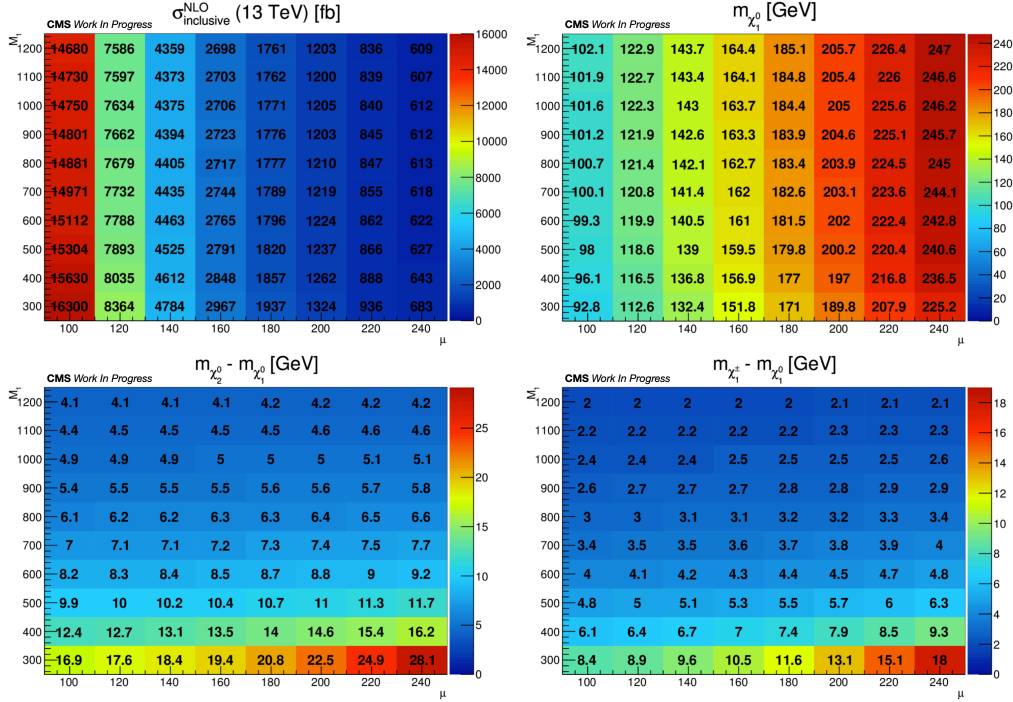 CMS Work In Progress
σ^NLO_inclusive (13 TeV) [fb]
M₁
1200 14680 7586 4359 2698 1761 1203 836 609 16000
1100 14730 7597 4373 2703 1762 1200 839 607 14000
1000 14750 7634 4375 2706 1771 1205 840 612 12000
900 14801 7662 4394 2723 1776 1203 845 612 10000
800 14881 7679 4405 2717 1777 1210 847 613 8000
700 14971 7732 4435 2744 1789 1219 855 618
600 15112 7788 4463 2765 1796 1224 862 622 6000
500 15304 7893 4525 2791 1820 1237 866 627 4000
400 15630 8035 4612 2848 1857 1262 888 643 2000
300 16300 8364 4784 2967 1937 1324 936 683 0
100 120 140 160 180 200 220 240
μ
CMS Work In Progress
m_χ₁⁰ [GeV]
M₁
1200 102.1 122.9 143.7 164.4 185.1 205.7 226.4 247 240
1100 101.9 122.7 143.4 164.1 184.8 205.4 226 246.6 220
1000 101.6 122.3 143 163.7 184.4 205 225.6 246.2 200 180
900 101.2 121.9 142.6 163.3 183.9 204.6 225.1 245.7 160
800 100.7 121.4 142.1 162.7 183.4 203.9 224.5 245 140
700 100.1 120.8 141.4 162 182.6 203.1 223.6 244.1 120
600 99.3 119.9 140.5 161 181.5 202 222.4 242.8 100 80
500 98 118.6 139 159.5 179.8 200.2 220.4 240.6 60
400 96.1 116.5 136.8 156.9 177 197 216.8 236.5 40
300 92.8 112.6 132.4 151.8 171 189.8 207.9 225.2 20 0
100 120 140 160 180 200 220 240
μ
CMS Work In Progress
m_χ₂⁰ - m_χ₁⁰ [GeV]
M₁
1200 4.1 4.1 4.1 4.1 4.2 4.2 4.2 4.2
1100 4.4 4.5 4.5 4.5 4.5 4.6 4.6 4.6 25
1000 4.9 4.9 4.9 5 5 5 5.1 5.1 20
900 5.4 5.5 5.5 5.5 5.6 5.6 5.7 5.8
800 6.1 6.2 6.2 6.3 6.3 6.4 6.5 6.6 15
700 7 7.1 7.1 7.2 7.3 7.4 7.5 7.7
600 8.2 8.3 8.4 8.5 8.7 8.8 9 9.2 10
500 9.9 10 10.2 10.4 10.7 11 11.3 11.7
400 12.4 12.7 13.1 13.5 14 14.6 15.4 16.2 5
300 16.9 17.6 18.4 19.4 20.8 22.5 24.9 28.1 0
100 120 140 160 180 200 220 240
μ
CMS Work In Progress
m_χ₁± - m_χ₁⁰ [GeV]
M₁
1200 2 2 2 2 2 2.1 2.1 2.1 18
1100 2.2 2.2 2.2 2.2 2.2 2.3 2.3 2.3 16
1000 2.4 2.4 2.4 2.5 2.5 2.5 2.5 2.6 14
900 2.6 2.7 2.7 2.7 2.8 2.8 2.9 2.9 12
800 3 3 3.1 3.1 3.2 3.2 3.3 3.4 10
700 3.4 3.5 3.5 3.6 3.7 3.8 3.9 4 8
600 4 4.1 4.2 4.3 4.4 4.5 4.7 4.8 6
500 4.8 5 5.1 5.3 5.5 5.7 6 6.3 4
400 6.1 6.4 6.7 7 7.4 7.9 8.5 9.3 2
300 8.4 8.9 9.6 10.5 11.6 13.1 15.1 18 0
100 120 140 160 180 200 220 240
μ